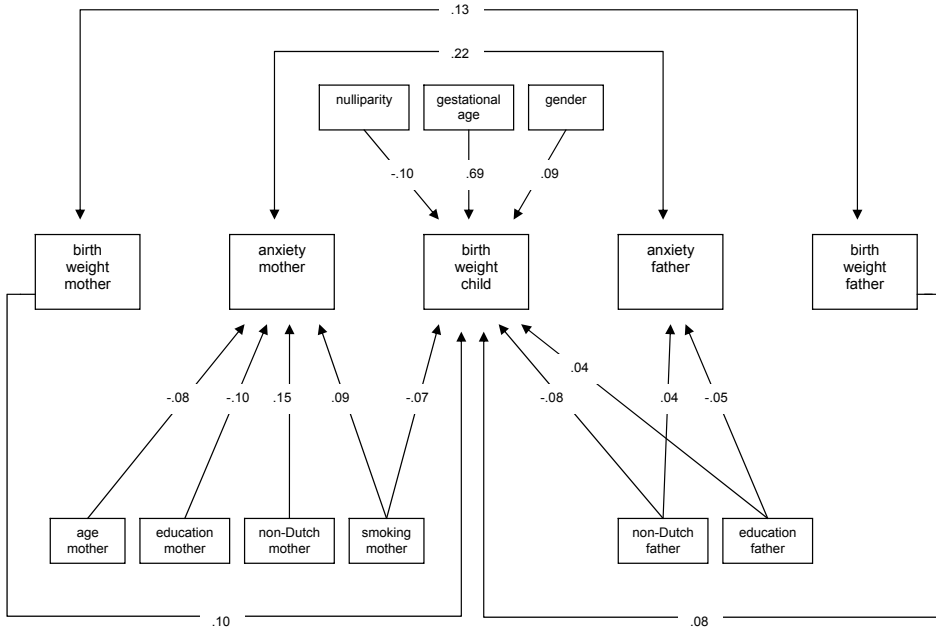 .13
.22
nulliparity
gestational
age
gender
-.10
.69
.09
birth
weight
mother
anxiety
mother
birth
weight
child
anxiety
father
birth
weight
father
-.08
-.10
.15
.09
-.07
-.08
.04
.04
-.05
age
mother
education
mother
non-Dutch
mother
smoking
mother
non-Dutch
father
education
father
.10
.08